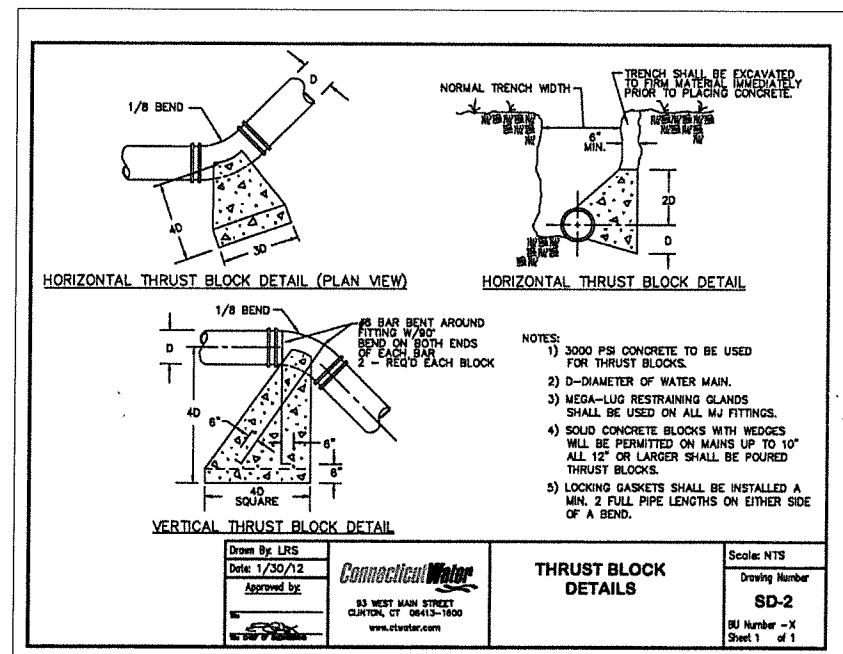 D
1/8 BEND
4D
3D
HORIZONTAL THRUST BLOCK DETAIL (PLAN VIEW)
NORMAL TRENCH WIDTH
TRENCH SHALL BE EXCAVATED
TO FIRM MATERIAL IMMEDIATELY
PRIOR TO PLACING CONCRETE.
6"
MIN.
2D
D
HORIZONTAL THRUST BLOCK DETAIL
1/8 BEND
#6 BAR BENT AROUND
FITTING W/90°
BEND ON BOTH ENDS
OF EACH BAR
2 - REQ'D EACH BLOCK
D
4D
6"
6"
6"
4D
SQUARE
VERTICAL THRUST BLOCK DETAIL
NOTES:
1) 3000 PSI CONCRETE TO BE USED
FOR THRUST BLOCKS.
2) D-DIAMETER OF WATER MAIN.
3) MEGA-LUG RESTRAINING GLANDS
SHALL BE USED ON ALL MJ FITTINGS.
4) SOLID CONCRETE BLOCKS WITH WEDGES
WILL BE PERMITTED ON MAINS UP TO 10"
ALL 12" OR LARGER SHALL BE POURED
THRUST BLOCKS.
5) LOCKING GASKETS SHALL BE INSTALLED A
MIN. 2 FULL PIPE LENGTHS ON EITHER SIDE
OF A BEND.
Drawn By: LRS
Date: 1/30/12
Approved by:
Connecticut Water
93 WEST MAIN STREET
CLINTON, CT 06413-1600
www.ctwater.com
THRUST BLOCK
DETAILS
Scale: NTS
Drawing Number
SD-2
BU Number -X
Sheet 1 of 1